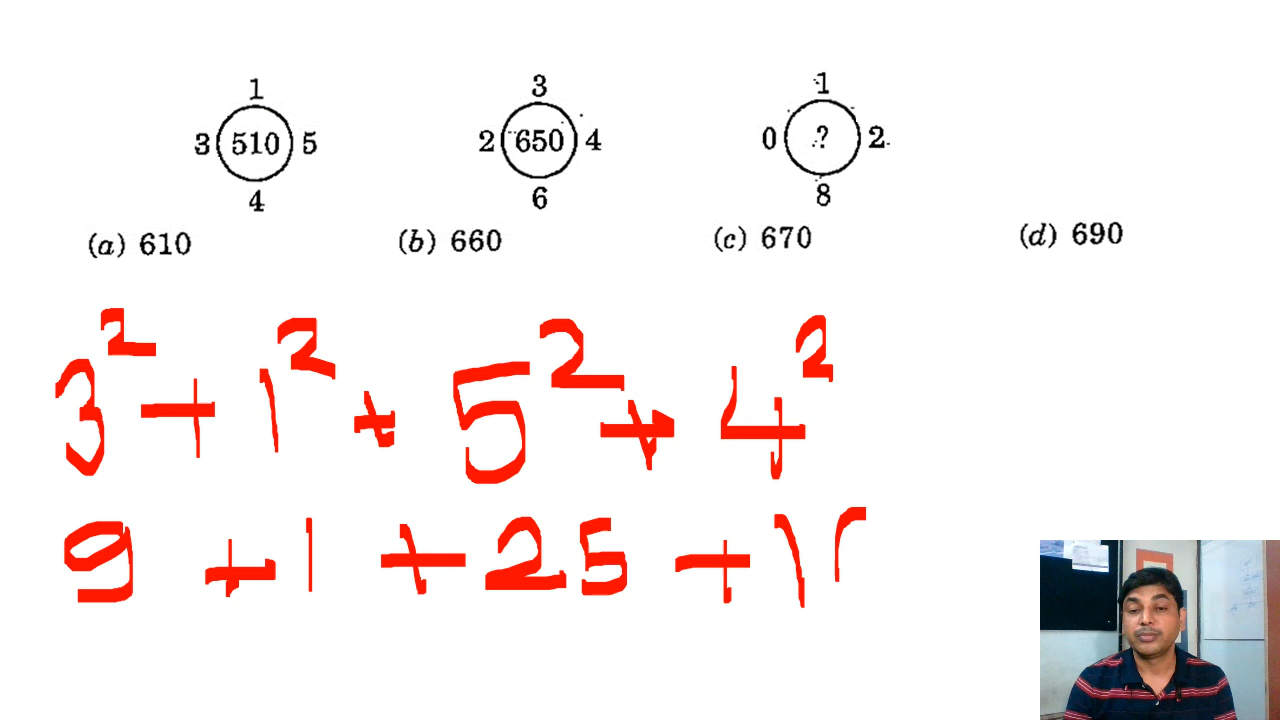 1 3 1
3 510 5 2 650 4 0 ? 2
4 6 8
(a) 610 (b) 660 (c) 670 (d) 690
3² + 1² + 5² + 4²
9 + 1 + 25 +